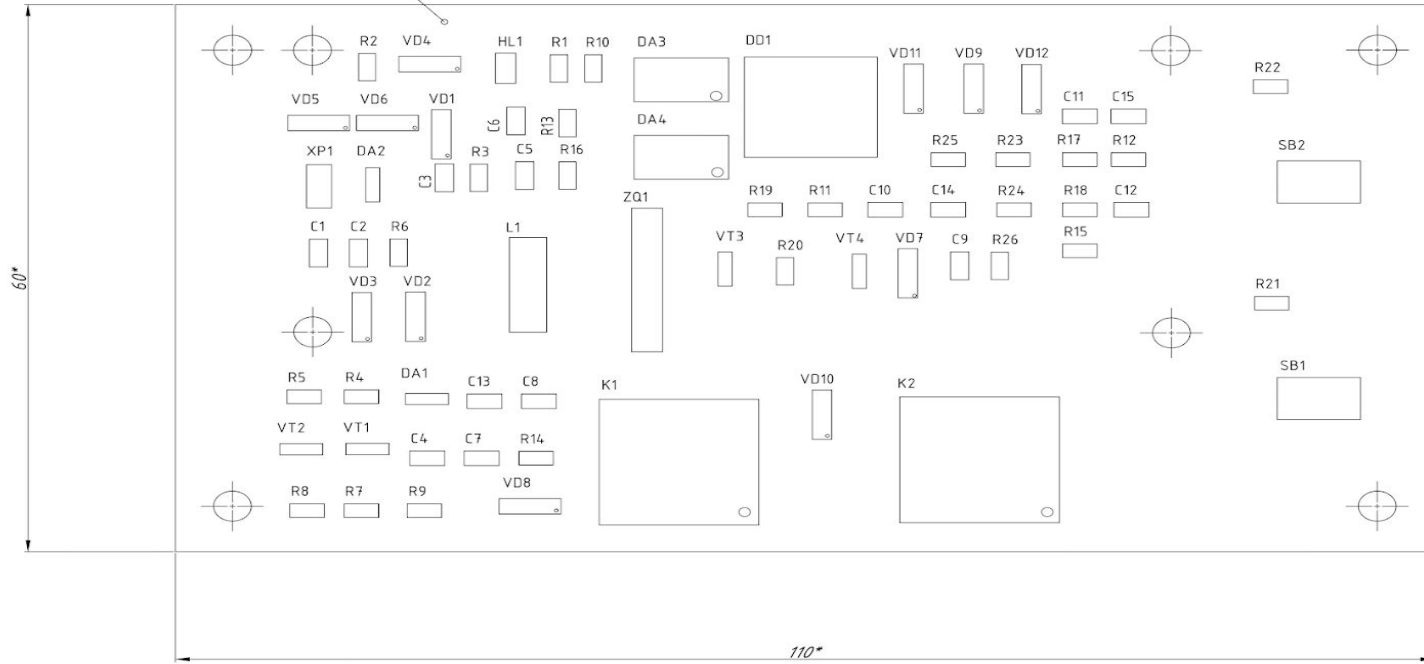 R2 VD4 HL1 R1 R10 DA3 DD1 VD11 VD9 VD12
R22
VD5 VD6 VD1 C6 R13 DA4 C11 C15
XP1 DA2 C3 R3 C5 R16 R25 R23 R17 R12 SB2
ZQ1 R19 R11 C10 C14 R24 R18 C12
C1 C2 R6 L1 VT3 R20 VT4 VD7 C9 R26 R15
60*
VD3 VD2 R21
R5 R4 DA1 C13 C8 K1 VD10 K2 SB1
VT2 VT1 C4 C7 R14
R8 R7 R9 VD8
110*